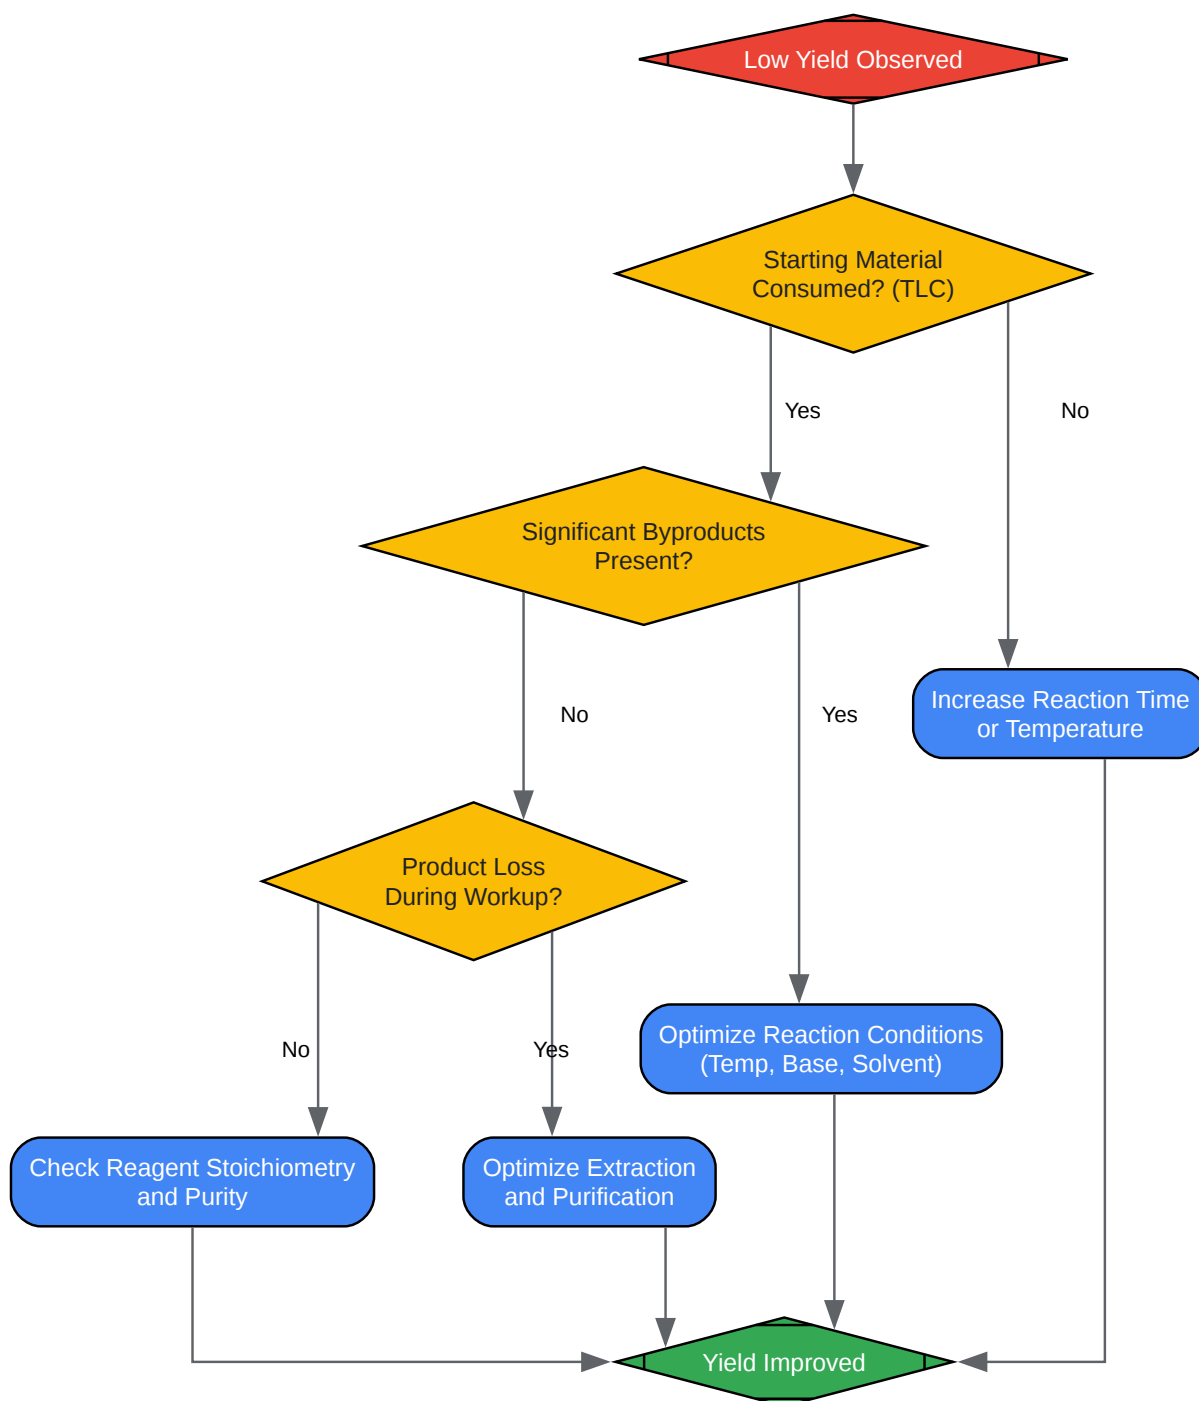 Low Yield Observed
Starting Material
Consumed? (TLC)
Yes
No
Significant Byproducts
Present?
No
Yes
Increase Reaction Time
or Temperature
Product Loss
During Workup?
No
Yes
Optimize Reaction Conditions
(Temp, Base, Solvent)
Check Reagent Stoichiometry
and Purity
Optimize Extraction
and Purification
Yield Improved